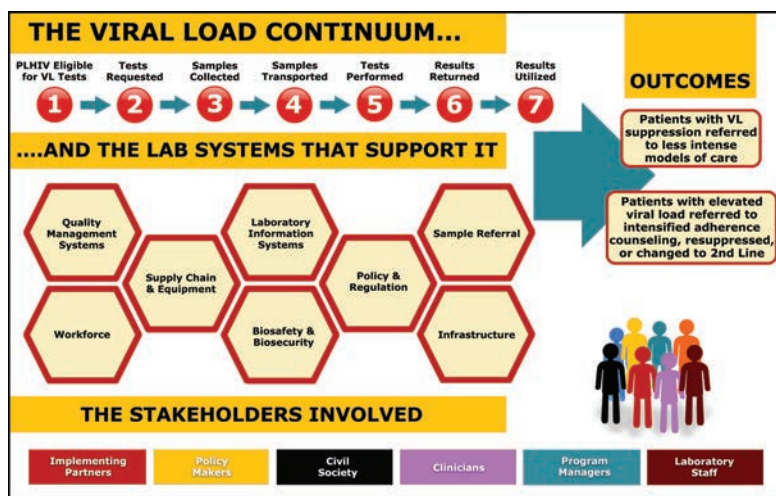 THE VIRAL LOAD CONTINUUM...
PLHIV Eligible
for VL Tests
Tests
Requested
Samples
Collected
Samples
Transported
Tests
Performed
Results
Returned
Results
Utilized
1
2
3
4
5
6
7
....AND THE LAB SYSTEMS THAT SUPPORT IT
Quality
Management
Systems
Laboratory
Information
Systems
Sample Referral
Supply Chain
& Equipment
Policy &
Regulation
Workforce
Biosafety &
Biosecurity
Infrastructure
OUTCOMES
Patients with VL
suppression referred
to less intense
models of care
Patients with elevated
viral load referred to
intensified adherence
counseling, resuppressed,
or changed to 2nd Line
THE STAKEHOLDERS INVOLVED
Implementing
Partners
Policy
Makers
Civil
Society
Clinicians
Program
Managers
Laboratory
Staff